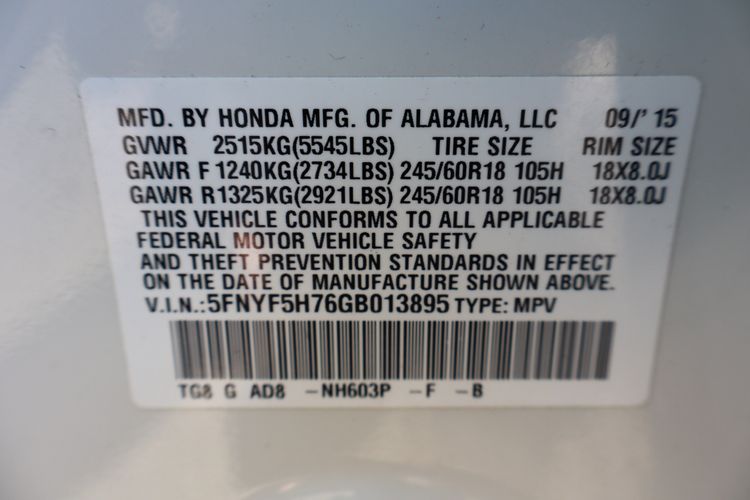 MFD. BY HONDA MFG. OF ALABAMA, LLC 09/' 15
GVWR 2515KG(5545LBS) TIRE SIZE RIM SIZE
GAWR F 1240KG(2734LBS) 245/60R18 105H 18X8.0J
GAWR R1325KG(2921LBS) 245/60R18 105H 18X8.0J
THIS VEHICLE CONFORMS TO ALL APPLICABLE
FEDERAL MOTOR VEHICLE SAFETY
AND THEFT PREVENTION STANDARDS IN EFFECT
ON THE DATE OF MANUFACTURE SHOWN ABOVE.
V.I.N.:5FNYF5H76GB013895 TYPE: MPV
TG8 G AD8 -NH603P -F -B